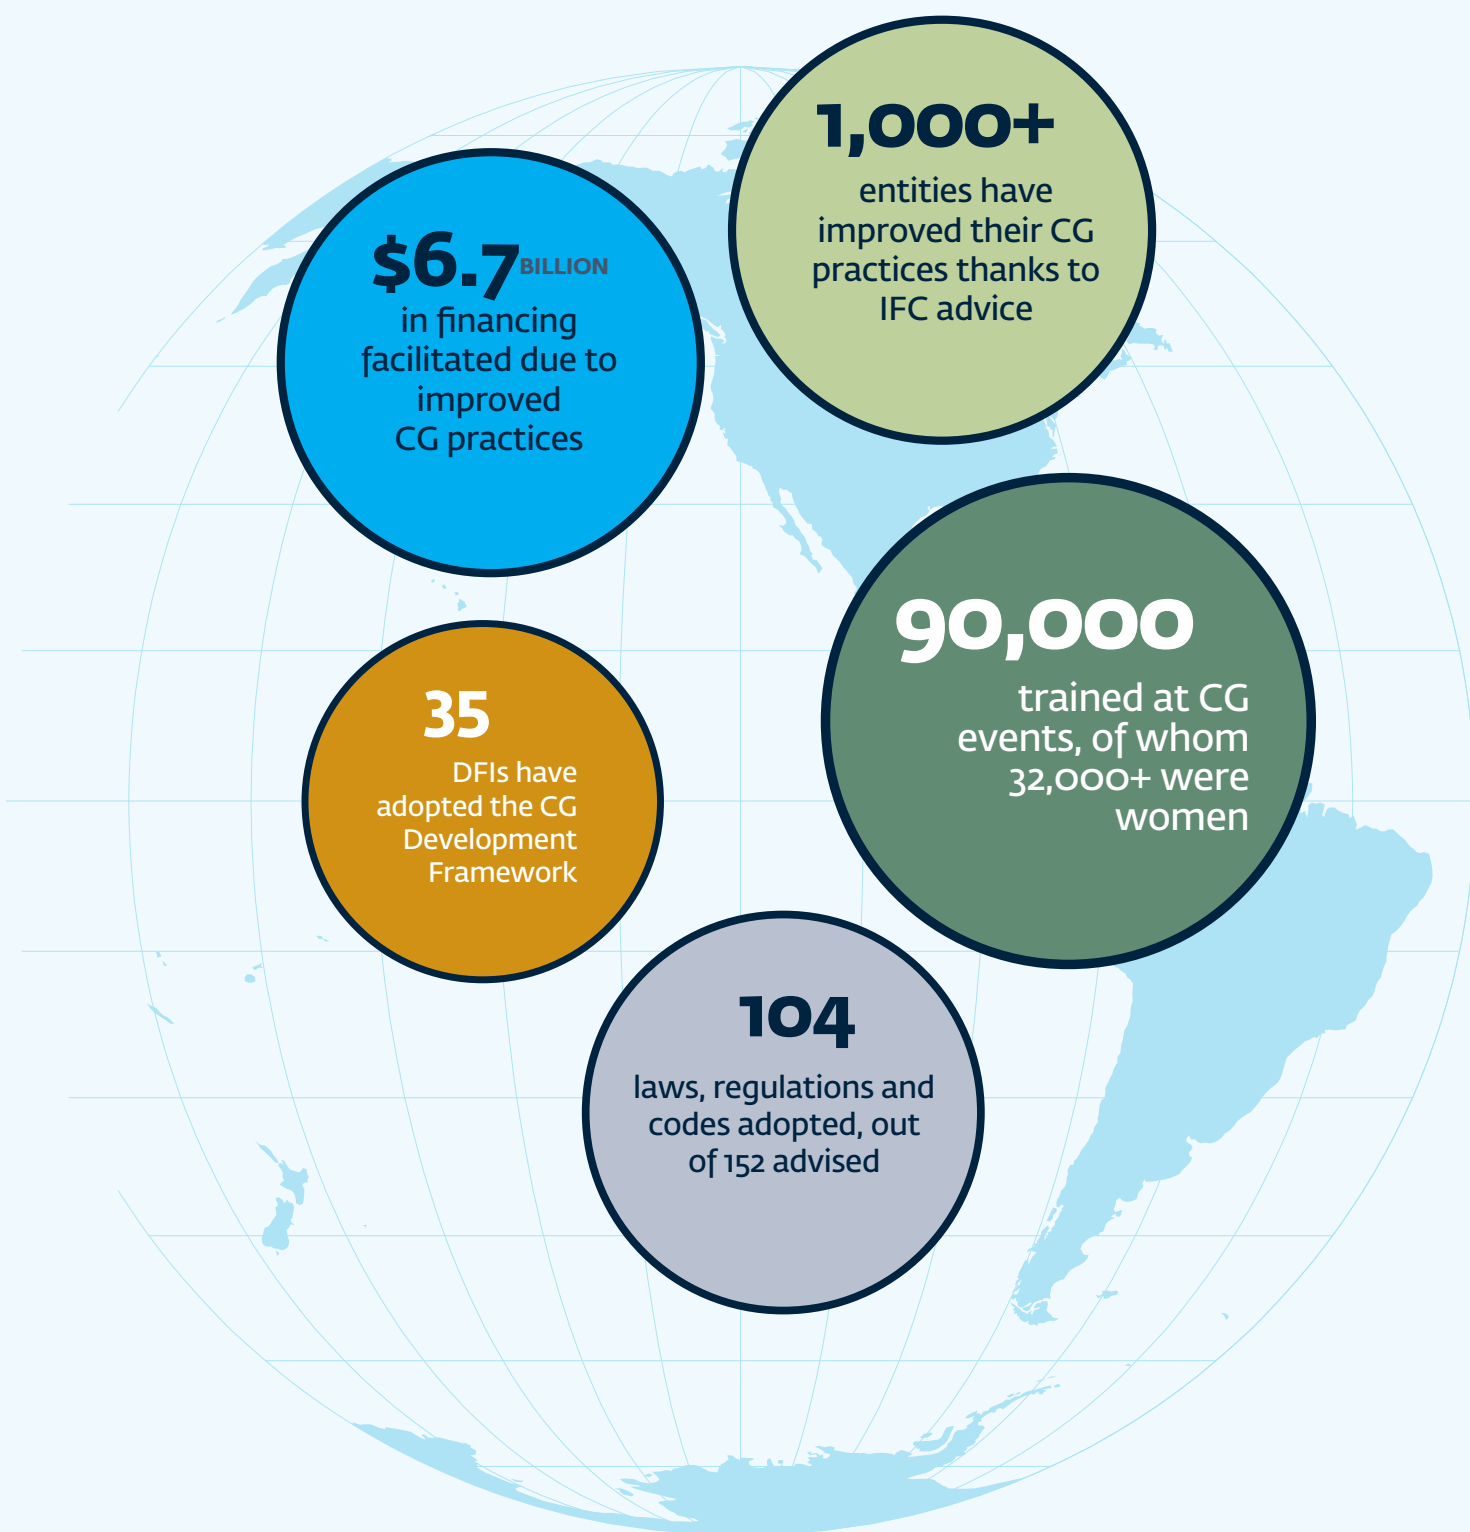 1,000+
entities have
improved their CG
practices thanks to
IFC advice
$6.7 BILLION
in financing
facilitated due to
improved
CG practices
90,000
trained at CG
events, of whom
32,000+ were
women
35
DFIs have
adopted the CG
Development
Framework
104
laws, regulations and
codes adopted, out
of 152 advised